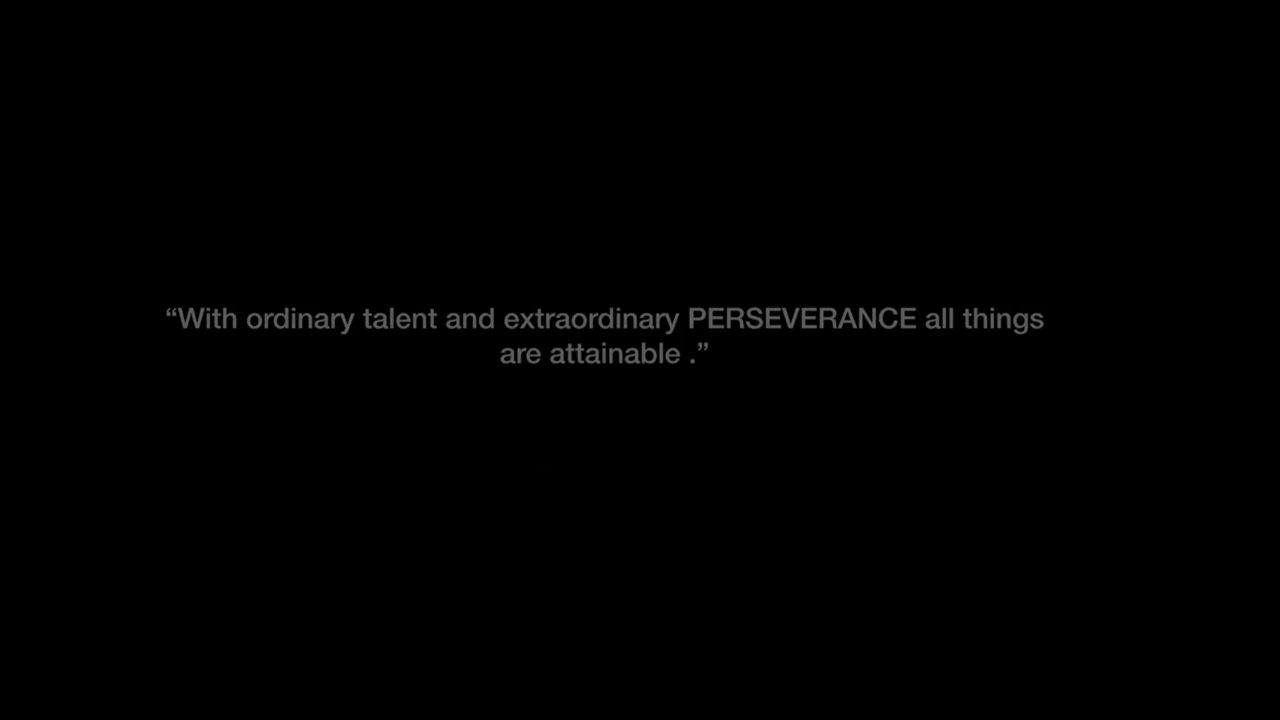 “With ordinary talent and extraordinary PERSEVERANCE all things
are attainable .”